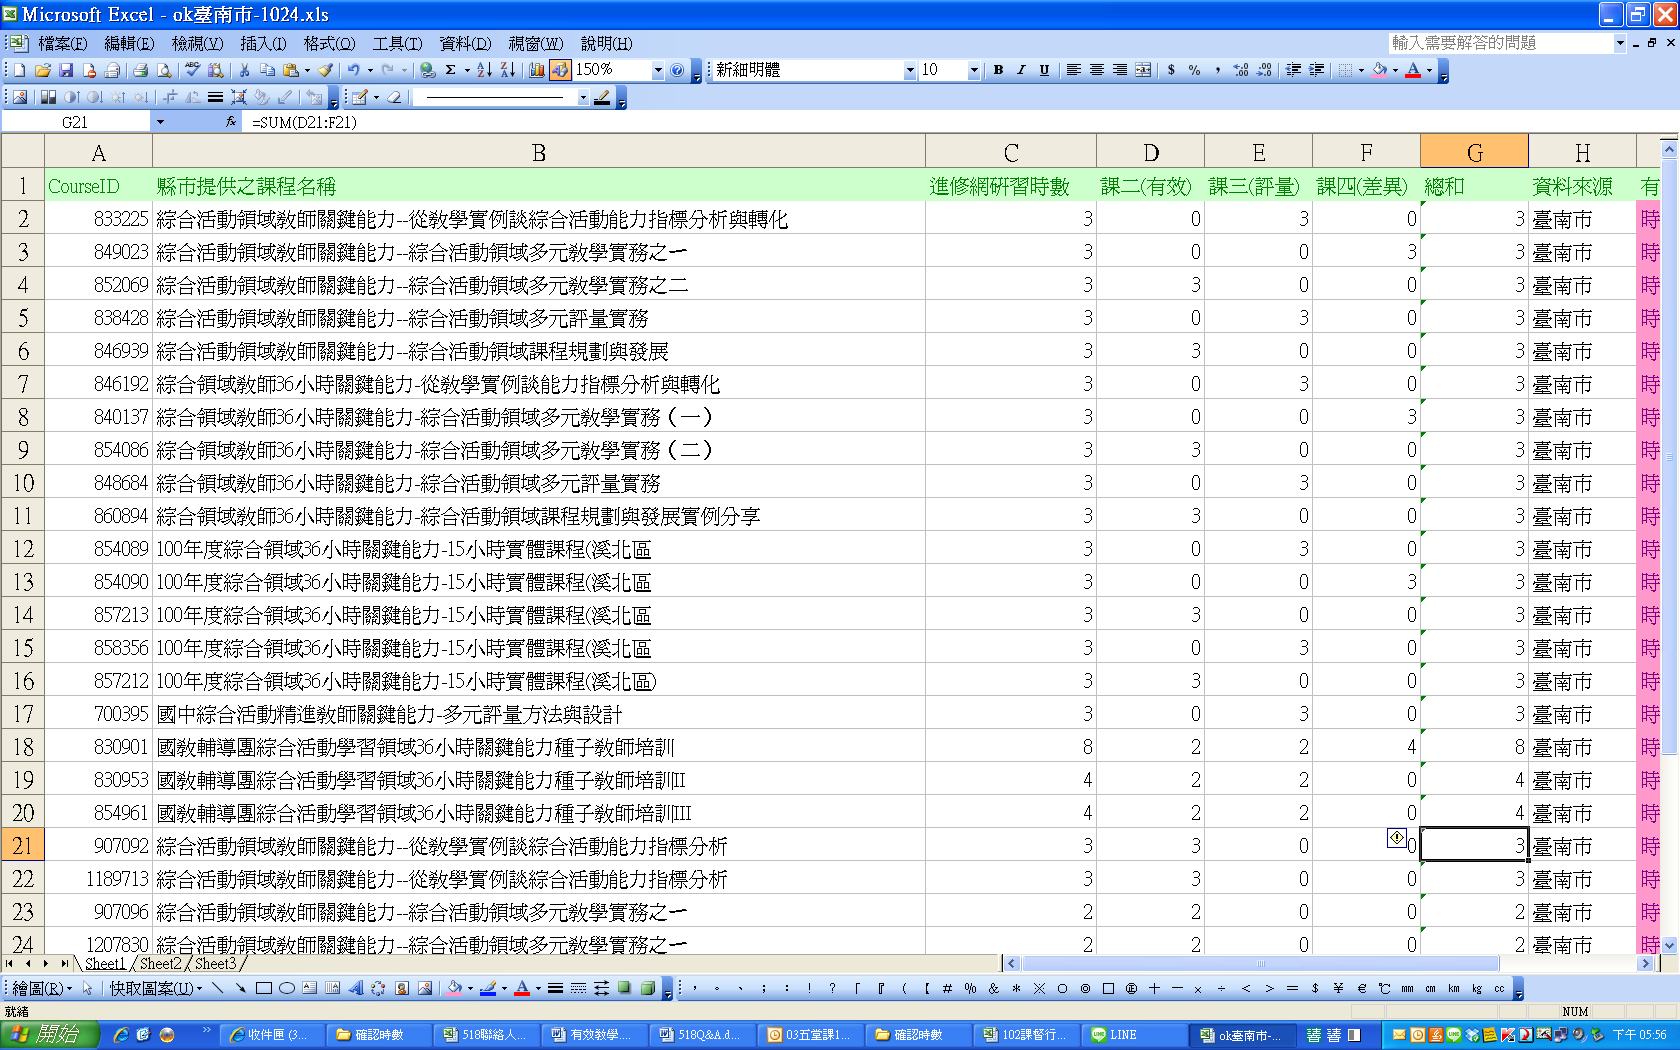 Microsoft Excel - ok臺南市-1024.xls
檔案(F) 編輯(E) 檢視(V) 插入(I) 格式(O) 工具(T) 資料(D) 視窗(W) 說明(H) 輸入需要解答的問題
150% 新細明體 10 B I U $ %
G21 fx =SUM(D21:F21)
A B C D E F G H
1 CourseID 縣市提供之課程名稱 進修網研習時數 課二(有效) 課三(評量) 課四(差異) 總和 資料來源 有
2 833225 綜合活動領域教師關鍵能力--從教學實例談綜合活動能力指標分析與轉化 3 0 3 0 3 臺南市 時
3 849023 綜合活動領域教師關鍵能力--綜合活動領域多元教學實務之一 3 0 0 3 3 臺南市 時
4 852069 綜合活動領域教師關鍵能力--綜合活動領域多元教學實務之二 3 3 0 0 3 臺南市 時
5 838428 綜合活動領域教師關鍵能力--綜合活動領域多元評量實務 3 0 3 0 3 臺南市 時
6 846939 綜合活動領域教師關鍵能力--綜合活動領域課程規劃與發展 3 3 0 0 3 臺南市 時
7 846192 綜合領域教師36小時關鍵能力-從教學實例談能力指標分析與轉化 3 0 3 0 3 臺南市 時
8 840137 綜合領域教師36小時關鍵能力-綜合活動領域多元教學實務（一） 3 0 0 3 3 臺南市 時
9 854086 綜合領域教師36小時關鍵能力-綜合活動領域多元教學實務（二） 3 3 0 0 3 臺南市 時
10 848684 綜合領域教師36小時關鍵能力-綜合活動領域多元評量實務 3 0 3 0 3 臺南市 時
11 860894 綜合領域教師36小時關鍵能力-綜合活動領域課程規劃與發展實例分享 3 3 0 0 3 臺南市 時
12 854089 100年度綜合領域36小時關鍵能力-15小時實體課程(溪北區 3 0 3 0 3 臺南市 時
13 854090 100年度綜合領域36小時關鍵能力-15小時實體課程(溪北區 3 0 0 3 3 臺南市 時
14 857213 100年度綜合領域36小時關鍵能力-15小時實體課程(溪北區 3 3 0 0 3 臺南市 時
15 858356 100年度綜合領域36小時關鍵能力-15小時實體課程(溪北區 3 0 3 0 3 臺南市 時
16 857212 100年度綜合領域36小時關鍵能力-15小時實體課程(溪北區) 3 3 0 0 3 臺南市 時
17 700395 國中綜合活動精進教師關鍵能力-多元評量方法與設計 3 0 3 0 3 臺南市 時
18 830901 國教輔導團綜合活動學習領域36小時關鍵能力種子教師培訓 8 2 2 4 8 臺南市 時
19 830953 國教輔導團綜合活動學習領域36小時關鍵能力種子教師培訓II 4 2 2 0 4 臺南市 時
20 854961 國教輔導團綜合活動學習領域36小時關鍵能力種子教師培訓III 4 2 2 0 4 臺南市 時
21 907092 綜合活動領域教師關鍵能力--從教學實例談綜合活動能力指標分析 3 3 0 0 3 臺南市 時
22 1189713 綜合活動領域教師關鍵能力--從教學實例談綜合活動能力指標分析 3 3 0 0 3 臺南市 時
23 907096 綜合活動領域教師關鍵能力--綜合活動領域多元教學實務之一 2 2 0 0 2 臺南市 時
24 1207830 綜合活動領域教師關鍵能力--綜合活動領域多元教學實務之一 2 2 0 0 2 臺南市 時
Sheet1 Sheet2 Sheet3
繪圖(R) 快取圖案(U) ， 。 、 ； ： ！ ？ 「 『 （ 【 # % & * ※ ○ ◎ □ ＋ － × ÷ ＜ ＞ ＝ $ ¥ € ℃ mm cm km kg cc
就緒 NUM
開始 收件匣 (3... 確認時數 518聯絡人... 有效教學.... 518Q&A.d... 03五堂課1... 確認時數 102課督行... LINE ok臺南市-... 下午 05:56